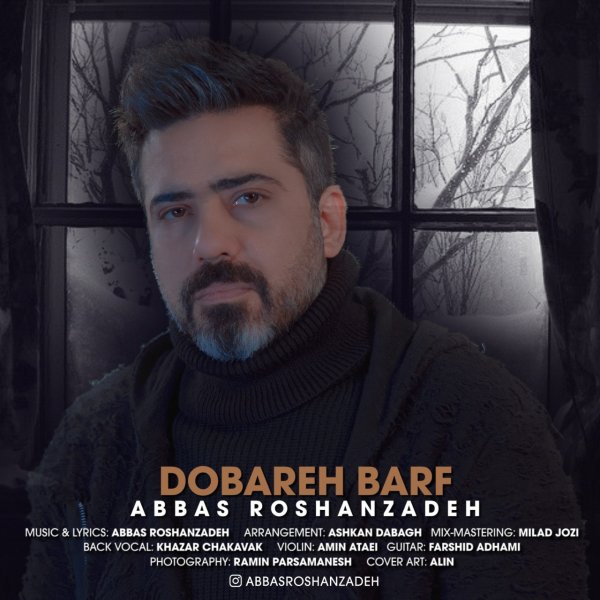 DOBAREH BARF
ABBAS ROSHANZADEH
MUSIC & LYRICS: ABBAS ROSHANZADEH ARRANGEMENT: ASHKAN DABAGH MIX-MASTERING: MILAD JOZI
BACK VOCAL: KHAZAR CHAKAVAK VIOLIN: AMIN ATAEI GUITAR: FARSHID ADHAMI
PHOTOGRAPHY: RAMIN PARSAMANESH COVER ART: ALIN
ABBASROSHANZADEH